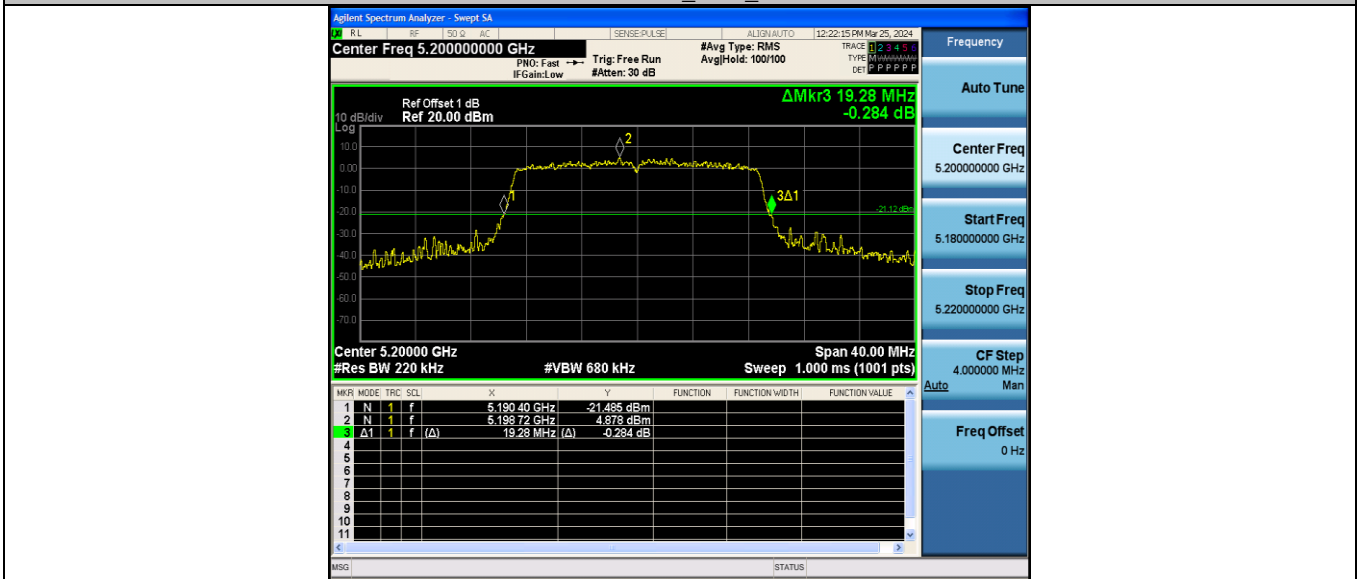 Agilent Spectrum Analyzer - Swept SA
RL RF 50 Ω AC SENSE:PULSE ALIGNAUTO 12:22:15 PM Mar 25, 2024
Center Freq 5.200000000 GHz
PNO: Fast
IFGain:Low
Trig: Free Run
#Atten: 30 dB
#Avg Type: RMS
Avg|Hold: 100/100
TRACE 1 2 3 4 5 6
TYPE M
DET P P P P P P
Frequency
Auto Tune
Center Freq
5.200000000 GHz
Start Freq
5.180000000 GHz
Stop Freq
5.220000000 GHz
CF Step
4.000000 MHz
Auto Man
Freq Offset
0 Hz
ΔMkr3 19.28 MHz
-0.284 dB
Ref Offset 1 dB
10 dB/div Ref 20.00 dBm
Log
10.0
0.00
-10.0
-20.0
-30.0
-40.0
-50.0
-60.0
-70.0
2
1
3Δ1
-21.12 dBm
Center 5.20000 GHz Span 40.00 MHz
#Res BW 220 kHz #VBW 680 kHz Sweep 1.000 ms (1001 pts)
MKR MODE TRC SCL X Y FUNCTION FUNCTION WIDTH FUNCTION VALUE
1 N 1 f 5.190 40 GHz -21.485 dBm
2 N 1 f 5.198 72 GHz 4.878 dBm
3 Δ1 1 f (Δ) 19.28 MHz (Δ) -0.284 dB
4
5
6
7
8
9
10
11
MSG STATUS